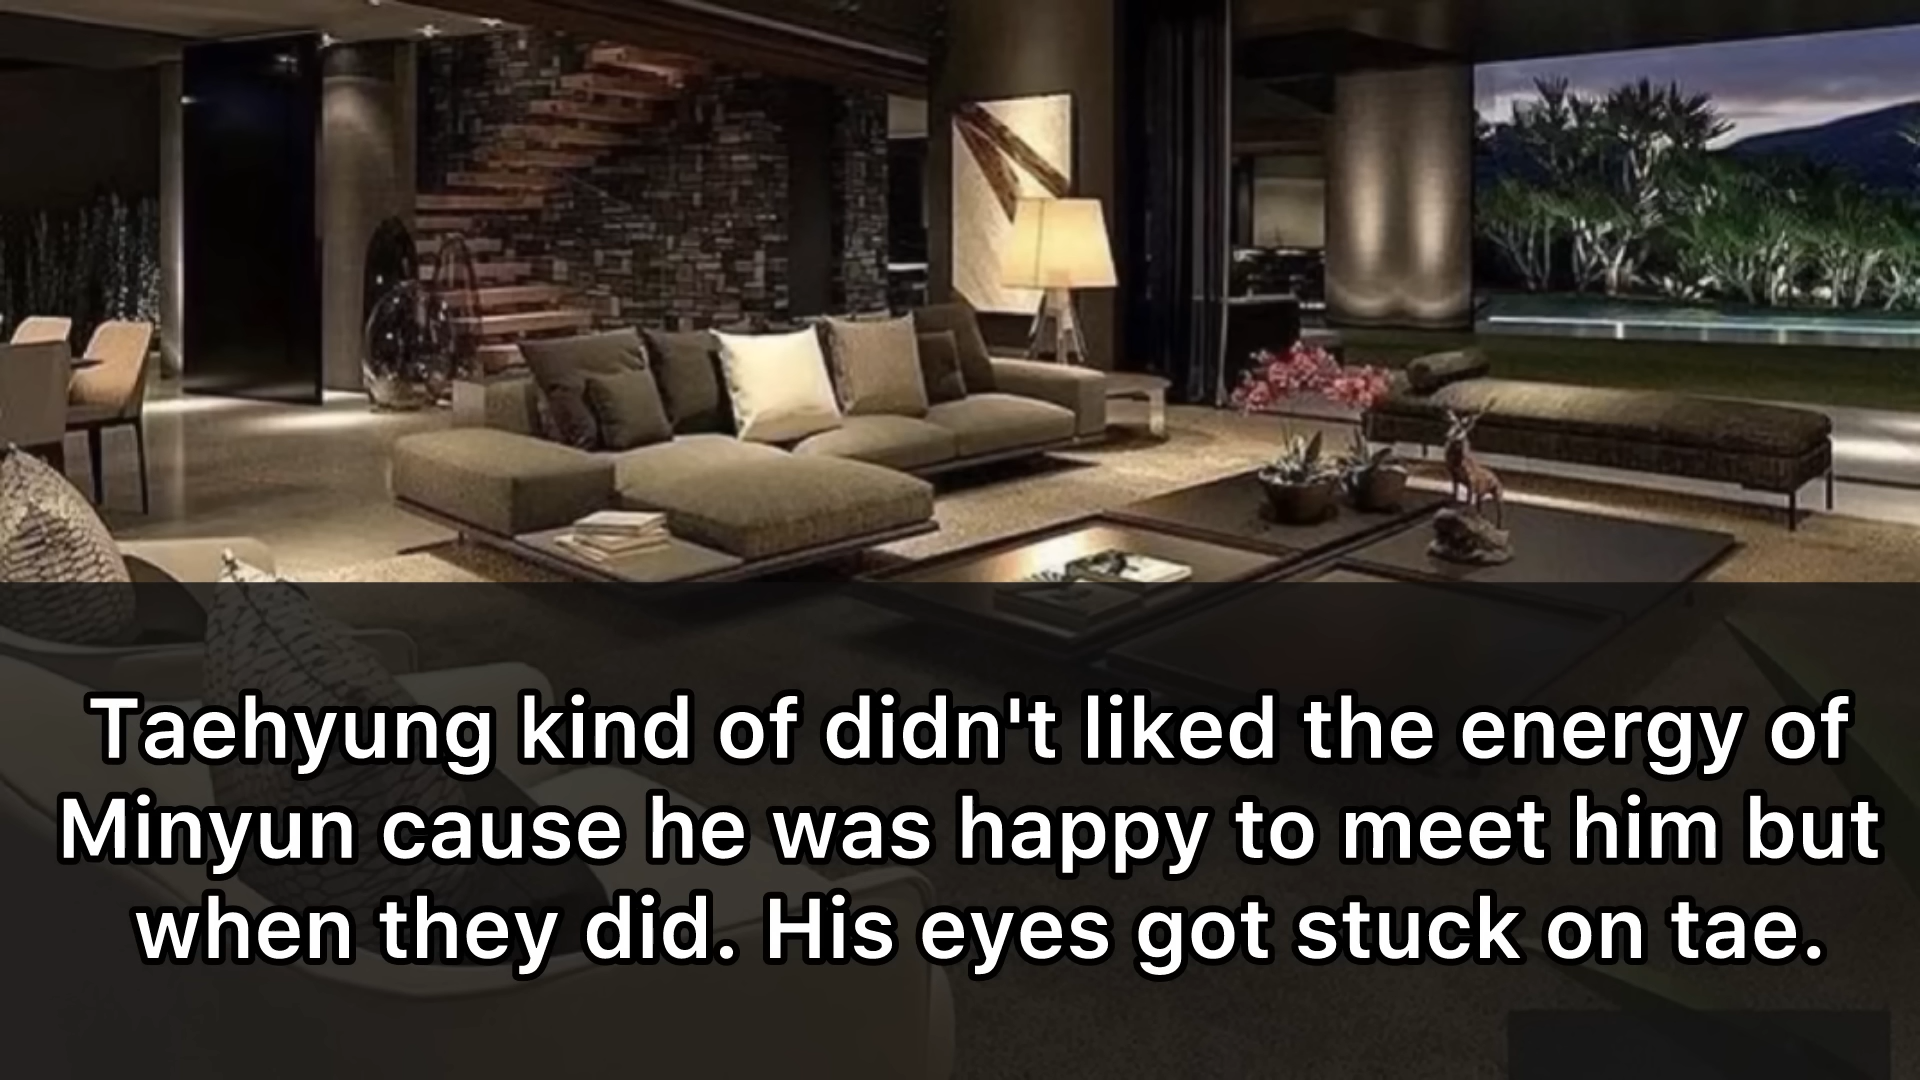 Taehyung kind of didn't liked the energy of
Minyun cause he was happy to meet him but
when they did. His eyes got stuck on tae.